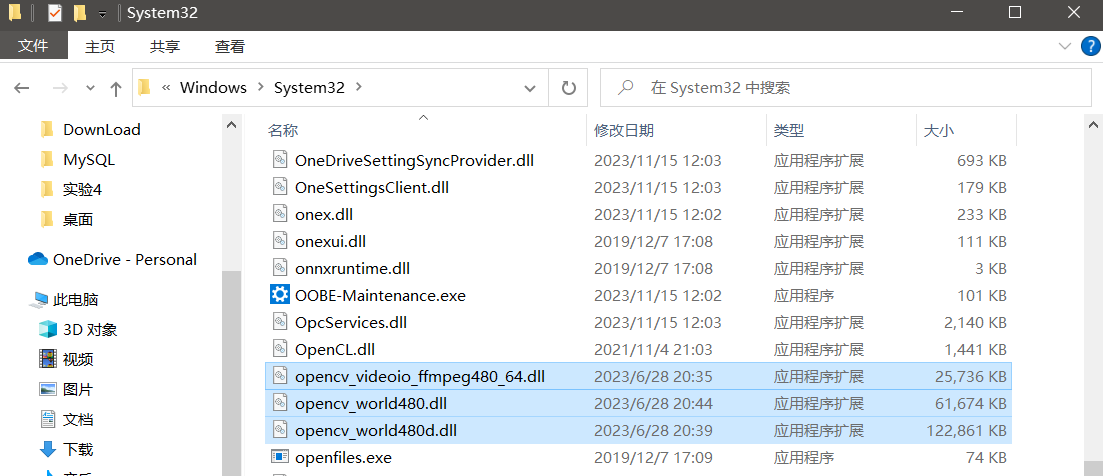 System32
文件 主页 共享 查看
« Windows > System32 > 在 System32 中搜索
名称 修改日期 类型 大小
DownLoad
MySQL
实验4
桌面
OneDrive - Personal
此电脑
3D 对象
视频
图片
文档
下载
OneDriveSettingSyncProvider.dll 2023/11/15 12:03 应用程序扩展 693 KB
OneSettingsClient.dll 2023/11/15 12:03 应用程序扩展 179 KB
onex.dll 2023/11/15 12:02 应用程序扩展 233 KB
onexui.dll 2019/12/7 17:08 应用程序扩展 111 KB
onnxruntime.dll 2019/12/7 17:08 应用程序扩展 3 KB
OOBE-Maintenance.exe 2023/11/15 12:02 应用程序 101 KB
OpcServices.dll 2023/11/15 12:03 应用程序扩展 2,140 KB
OpenCL.dll 2021/11/4 21:03 应用程序扩展 1,441 KB
opencv_videoio_ffmpeg480_64.dll 2023/6/28 20:35 应用程序扩展 25,736 KB
opencv_world480.dll 2023/6/28 20:44 应用程序扩展 61,674 KB
opencv_world480d.dll 2023/6/28 20:39 应用程序扩展 122,861 KB
openfiles.exe 2019/12/7 17:09 应用程序 74 KB